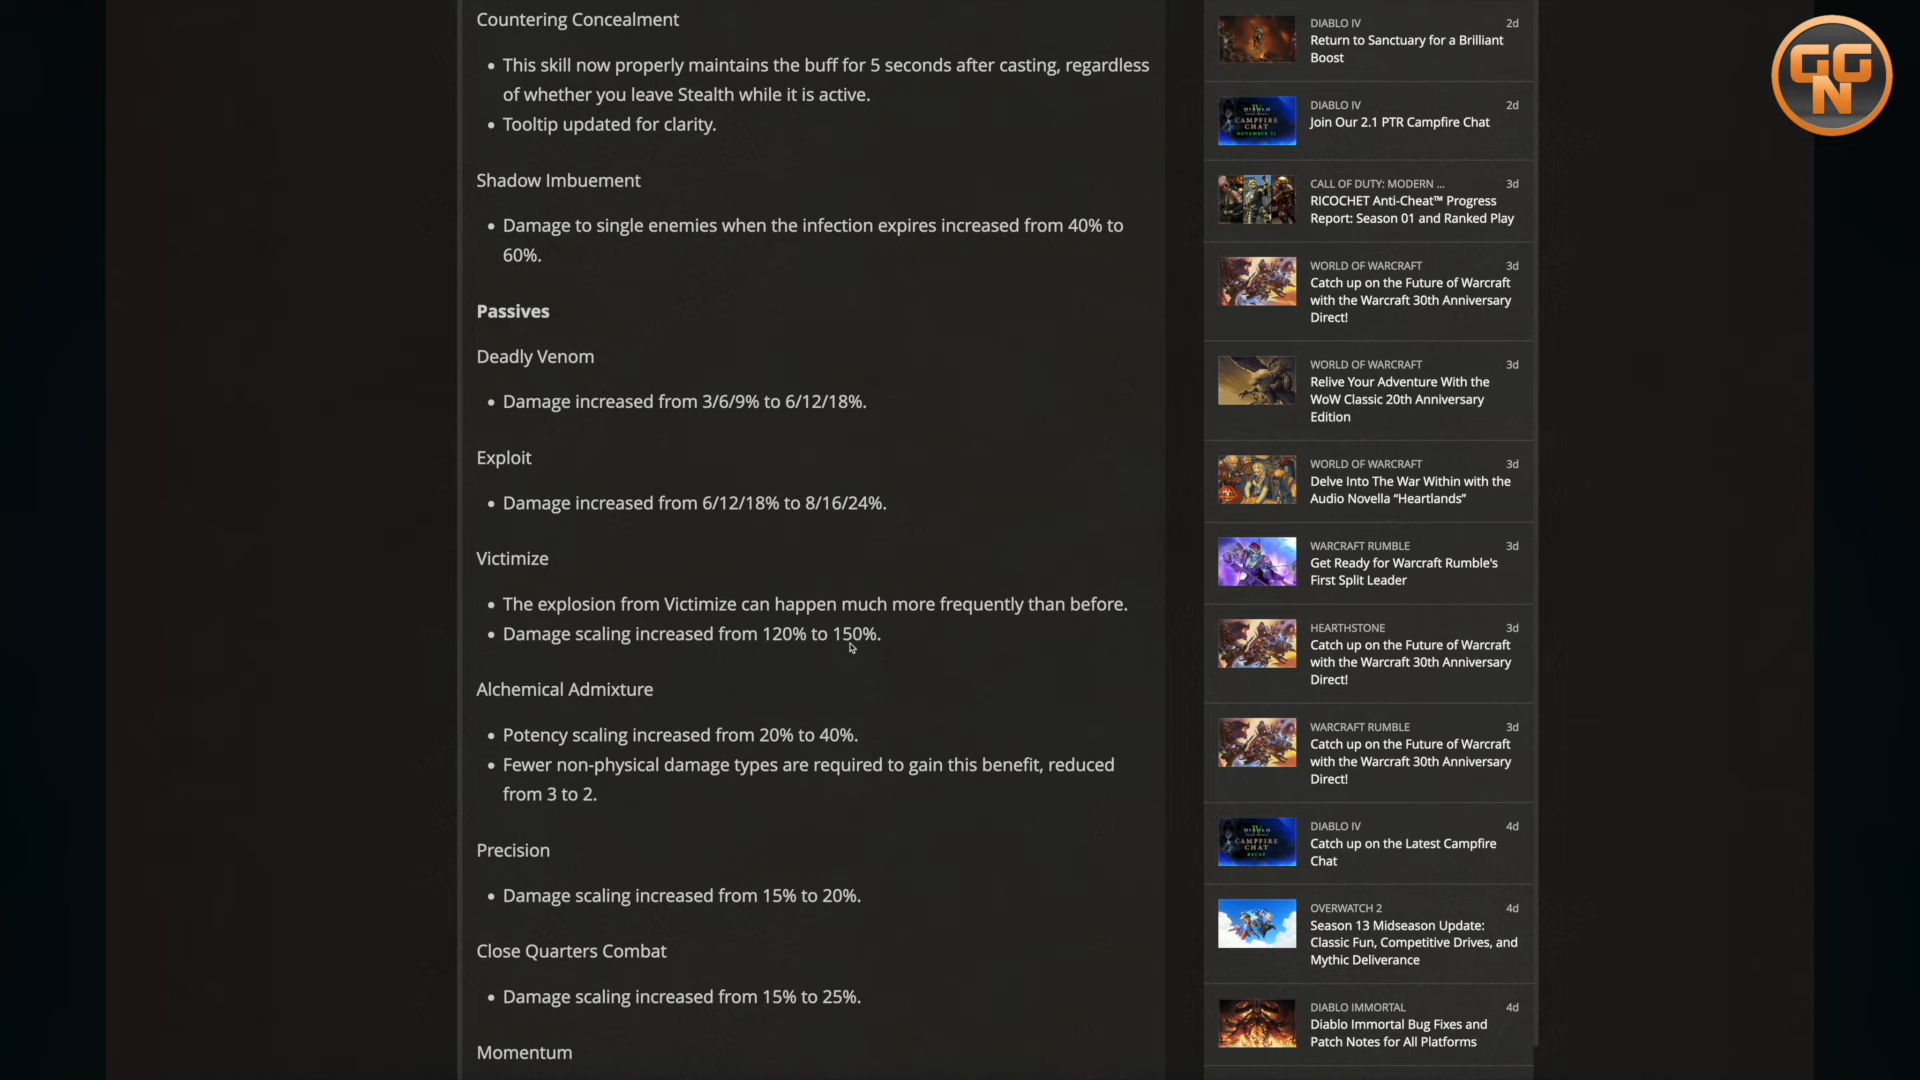 Countering Concealment
• This skill now properly maintains the buff for 5 seconds after casting, regardless
of whether you leave Stealth while it is active.
• Tooltip updated for clarity.
Shadow Imbuement
• Damage to single enemies when the infection expires increased from 40% to
60%.
Passives
Deadly Venom
• Damage increased from 3/6/9% to 6/12/18%.
Exploit
• Damage increased from 6/12/18% to 8/16/24%.
Victimize
• The explosion from Victimize can happen much more frequently than before.
• Damage scaling increased from 120% to 150%.
Alchemical Admixture
• Potency scaling increased from 20% to 40%.
• Fewer non-physical damage types are required to gain this benefit, reduced
from 3 to 2.
Precision
• Damage scaling increased from 15% to 20%.
Close Quarters Combat
• Damage scaling increased from 15% to 25%.
Momentum
DIABLO IV 2d
Return to Sanctuary for a Brilliant
Boost
DIABLO IV 2d
Join Our 2.1 PTR Campfire Chat
DIABLO IV
CAMPFIRE
CHAT
NOVEMBER 21
CALL OF DUTY: MODERN ... 3d
RICOCHET Anti-Cheat™ Progress
Report: Season 01 and Ranked Play
WORLD OF WARCRAFT 3d
Catch up on the Future of Warcraft
with the Warcraft 30th Anniversary
Direct!
WORLD OF WARCRAFT 3d
Relive Your Adventure With the
WoW Classic 20th Anniversary
Edition
WORLD OF WARCRAFT 3d
Delve Into The War Within with the
Audio Novella “Heartlands”
WARCRAFT RUMBLE 3d
Get Ready for Warcraft Rumble's
First Split Leader
HEARTHSTONE 3d
Catch up on the Future of Warcraft
with the Warcraft 30th Anniversary
Direct!
WARCRAFT RUMBLE 3d
Catch up on the Future of Warcraft
with the Warcraft 30th Anniversary
Direct!
DIABLO IV 4d
Catch up on the Latest Campfire
Chat
DIABLO IV
CAMPFIRE
CHAT
RECAP
OVERWATCH 2 4d
Season 13 Midseason Update:
Classic Fun, Competitive Drives, and
Mythic Deliverance
DIABLO IMMORTAL 4d
Diablo Immortal Bug Fixes and
Patch Notes for All Platforms
GGN